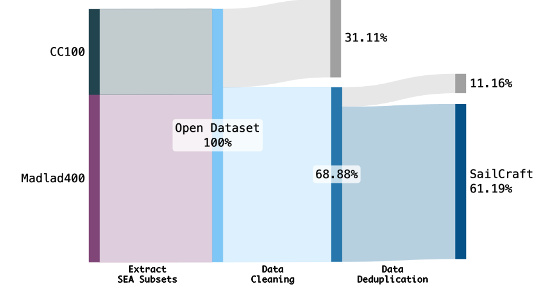 CC100
31.11%
11.16%
Open Dataset
100%
Madlad400
68.88%
SailCraft
61.19%
Extract
SEA Subsets
Data
Cleaning
Data
Deduplication